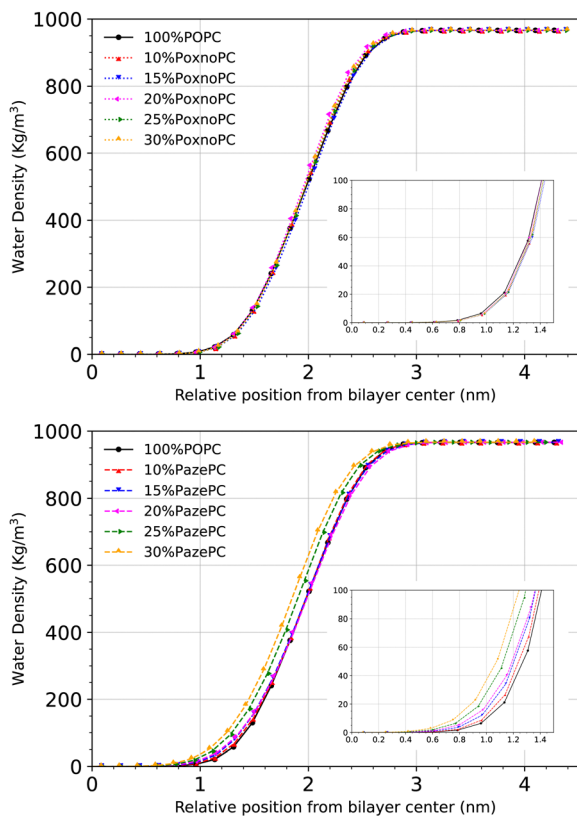 1000
800
600
400
200
0
Water Density (Kg/m³)
100%POPC
10%PoxnoPC
15%PoxnoPC
20%PoxnoPC
25%PoxnoPC
30%PoxnoPC
100
80
60
40
20
0
0.0 0.2 0.4 0.6 0.8 1.0 1.2 1.4
0 1 2 3 4
Relative position from bilayer center (nm)
1000
800
600
400
200
0
Water Density (Kg/m³)
100%POPC
10%PazePC
15%PazePC
20%PazePC
25%PazePC
30%PazePC
100
80
60
40
20
0
0.0 0.2 0.4 0.6 0.8 1.0 1.2 1.4
0 1 2 3 4
Relative position from bilayer center (nm)